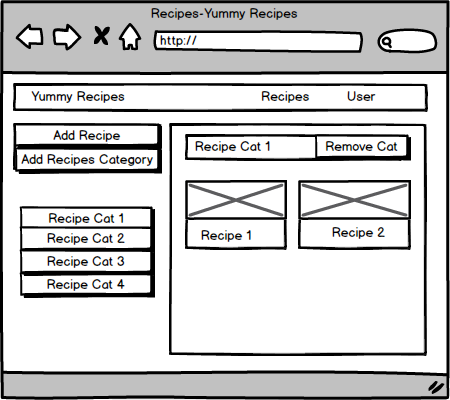 Recipes-Yummy Recipes
http://
Yummy Recipes Recipes User
Add Recipe
Add Recipes Category
Recipe Cat 1
Recipe Cat 2
Recipe Cat 3
Recipe Cat 4
Recipe Cat 1 Remove Cat
Recipe 1 Recipe 2